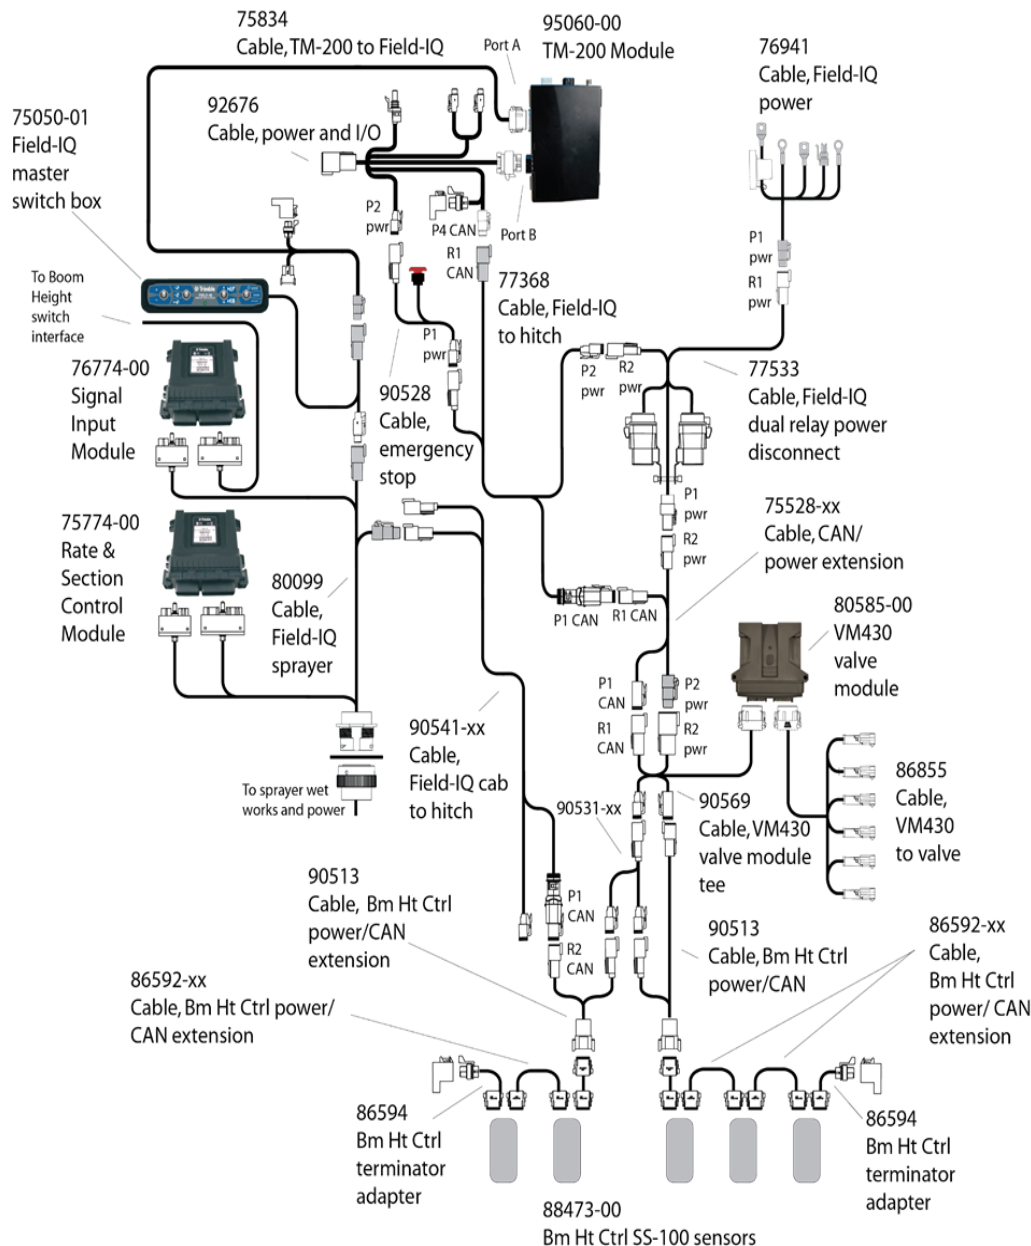 75834
Cable, TM-200 to Field-IQ
95060-00
TM-200 Module
Port A
76941
Cable, Field-IQ
power
92676
Cable, power and I/O
75050-01
Field-IQ
master
switch box
P2
pwr
P4 CAN
Port B
R1
CAN
P1
pwr
R1
pwr
To Boom
Height
switch
interface
Trimble
77368
Cable, Field-IQ
to hitch
P1
pwr
P2
pwr
R2
pwr
76774-00
Signal
Input
Module
90528
Cable,
emergency
stop
77533
Cable, Field-IQ
dual relay power
disconnect
P1
pwr
R2
pwr
75528-xx
Cable, CAN/
power extension
75774-00
Rate &
Section
Control
Module
80099
Cable,
Field-IQ
sprayer
P1 CAN
R1 CAN
80585-00
VM430
valve
module
P1
CAN
P2
pwr
R1
CAN
R2
pwr
90541-xx
Cable,
Field-IQ cab
to hitch
To sprayer wet
works and power
90531-xx
90569
Cable, VM430
valve module
tee
86855
Cable,
VM430
to valve
90513
Cable, Bm Ht Ctrl
power/CAN
extension
P1
CAN
R2
CAN
90513
Cable, Bm Ht Ctrl
power/CAN
86592-xx
Cable,
Bm Ht Ctrl
power/ CAN
extension
86592-xx
Cable, Bm Ht Ctrl power/
CAN extension
86594
Bm Ht Ctrl
terminator
adapter
86594
Bm Ht Ctrl
terminator
adapter
88473-00
Bm Ht Ctrl SS-100 sensors